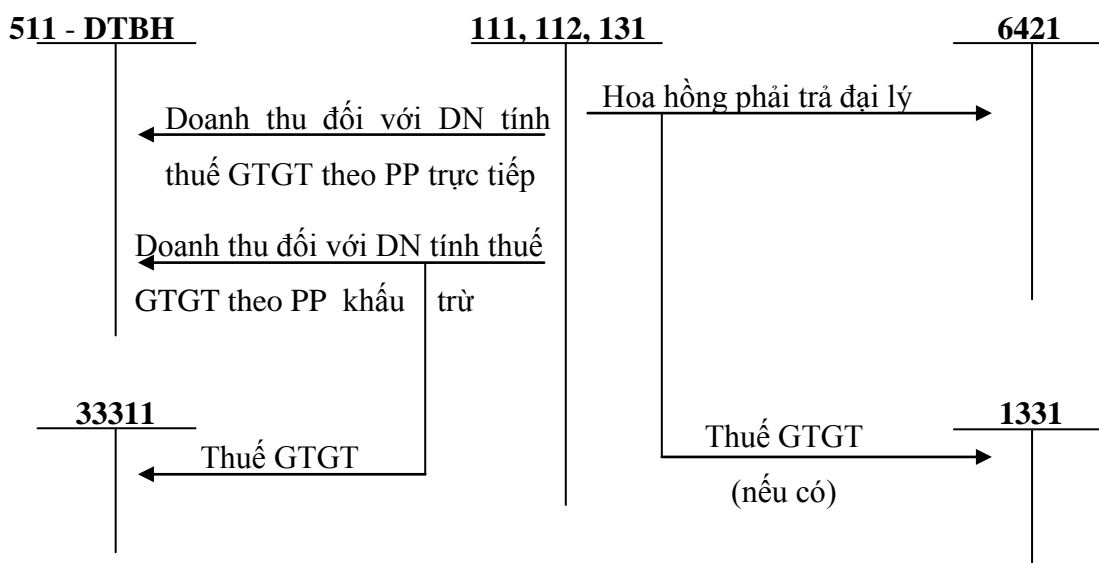 511 - DTBH
111, 112, 131
6421
Hoa hồng phải trả đại lý
Doanh thu đối với DN tính
thuế GTGT theo PP trực tiếp
Doanh thu đối với DN tính thuế
GTGT theo PP khấu trừ
33311
1331
Thuế GTGT
Thuế GTGT
(nếu có)